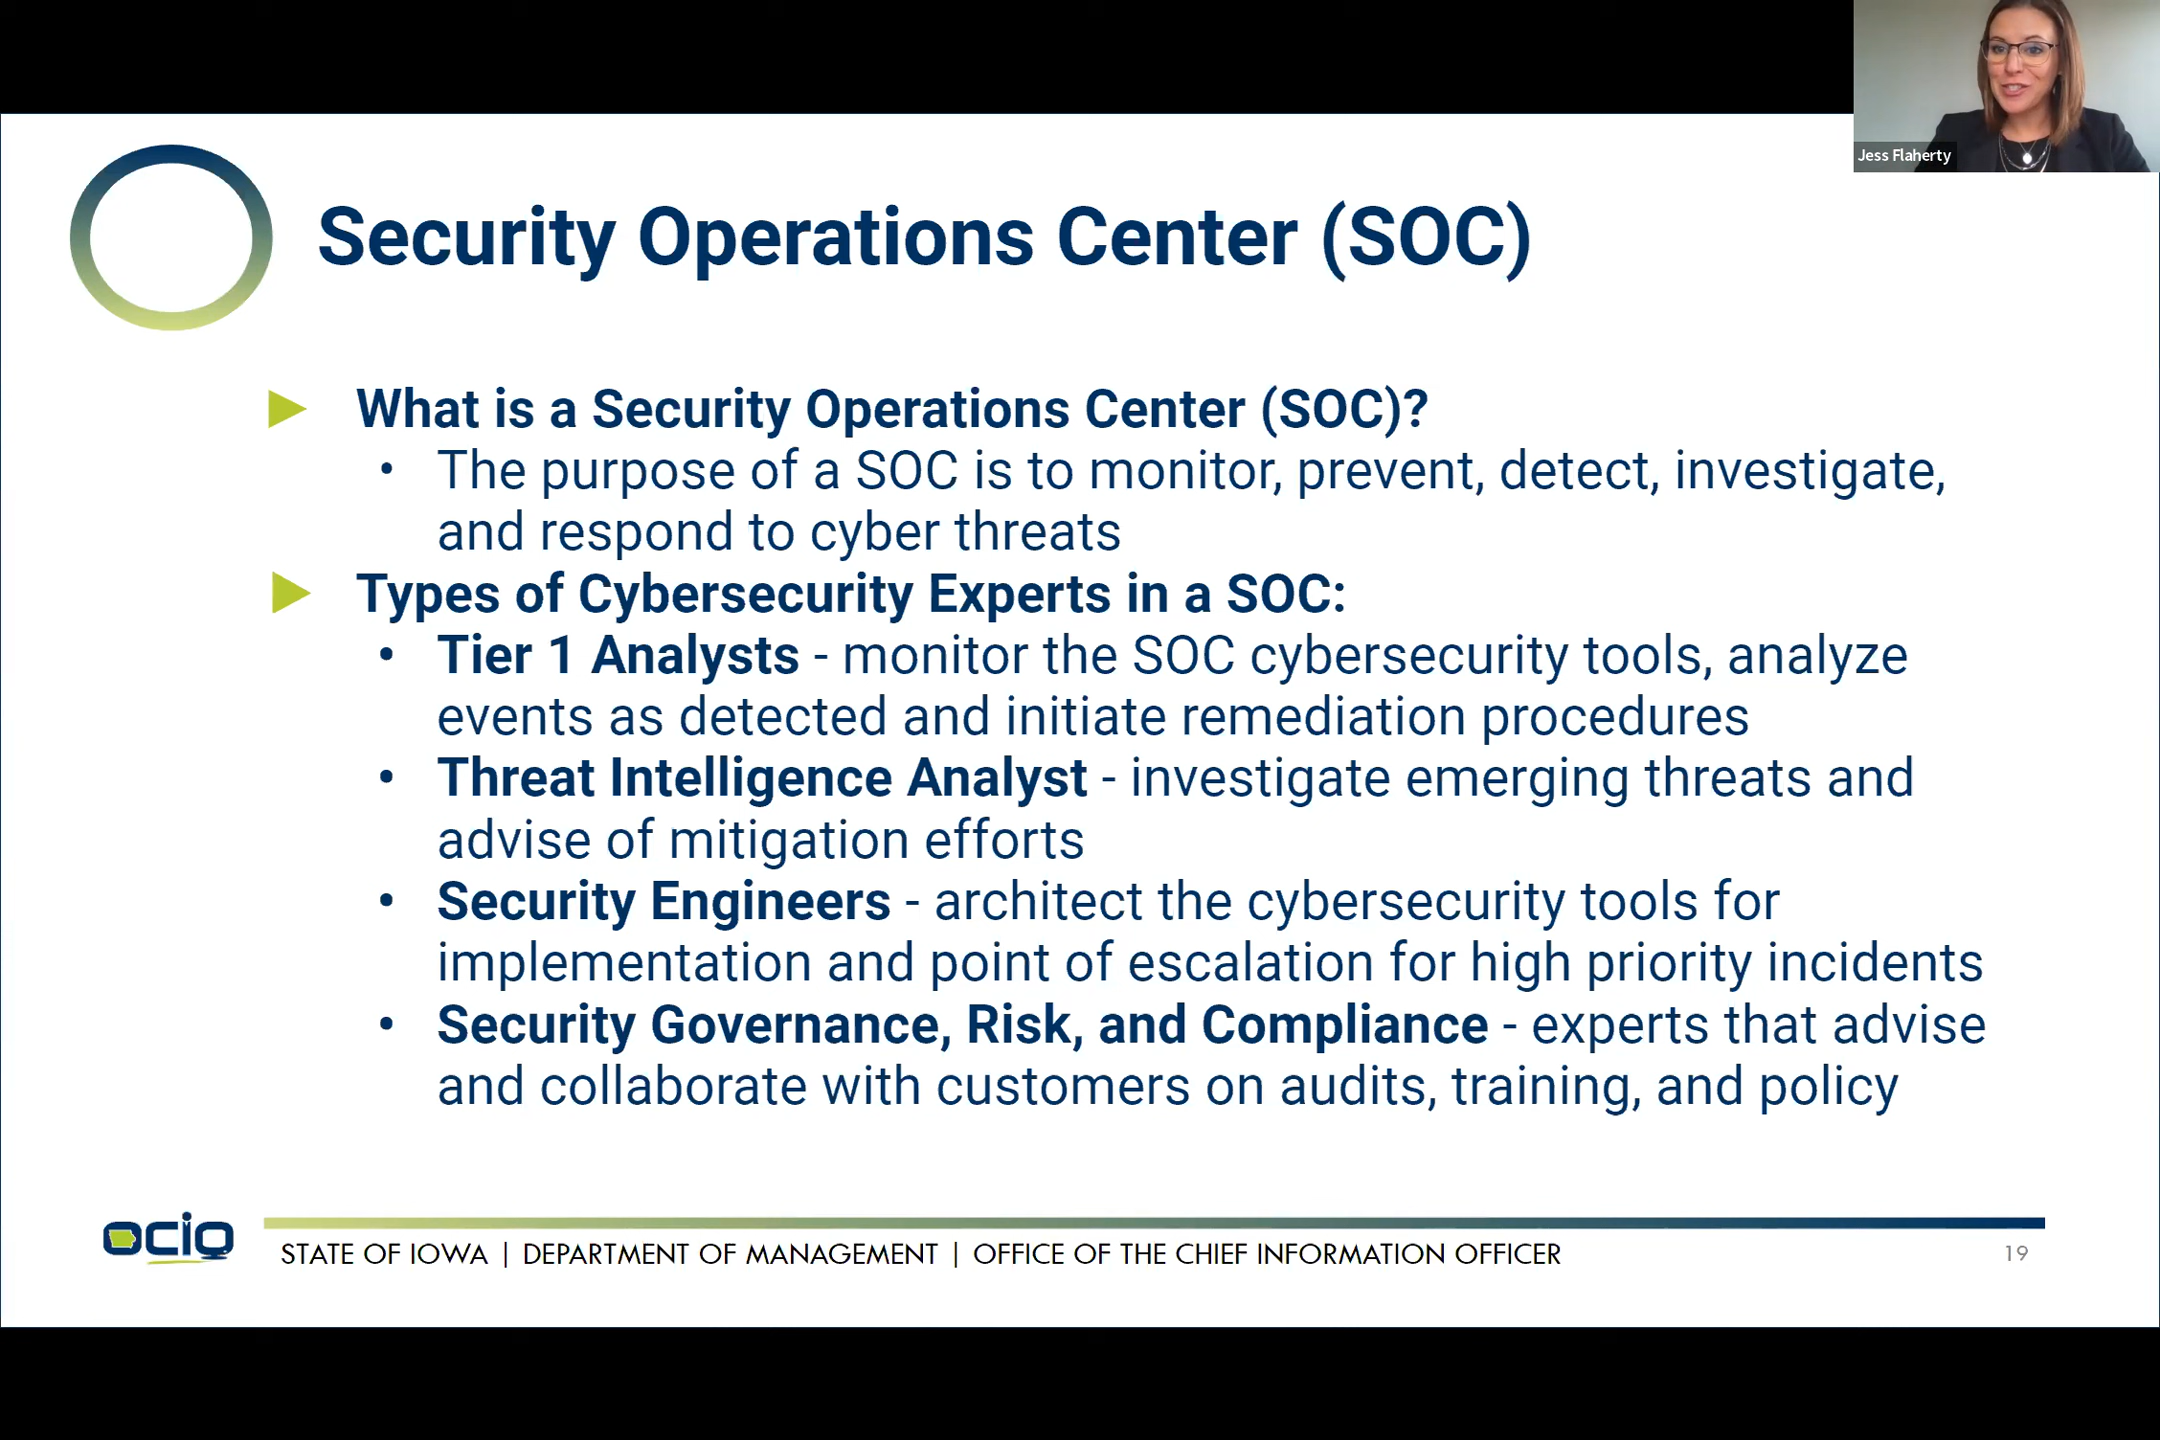 Jess Flaherty
Security Operations Center (SOC)
What is a Security Operations Center (SOC)?
• The purpose of a SOC is to monitor, prevent, detect, investigate,
and respond to cyber threats
Types of Cybersecurity Experts in a SOC:
• Tier 1 Analysts - monitor the SOC cybersecurity tools, analyze
events as detected and initiate remediation procedures
• Threat Intelligence Analyst - investigate emerging threats and
advise of mitigation efforts
• Security Engineers - architect the cybersecurity tools for
implementation and point of escalation for high priority incidents
• Security Governance, Risk, and Compliance - experts that advise
and collaborate with customers on audits, training, and policy
ocio
STATE OF IOWA | DEPARTMENT OF MANAGEMENT | OFFICE OF THE CHIEF INFORMATION OFFICER
19